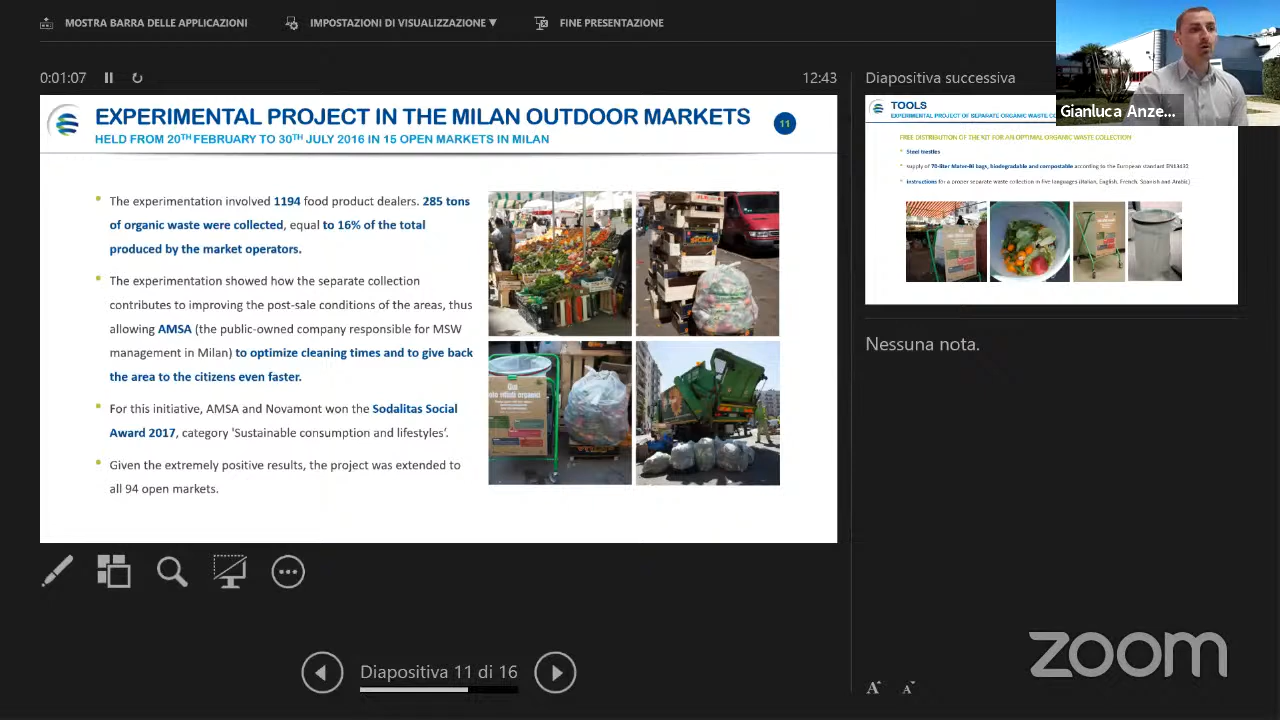 MOSTRA BARRA DELLE APPLICAZIONI
IMPOSTAZIONI DI VISUALIZZAZIONE ▼
FINE PRESENTAZIONE
0:01:07
12:43
EXPERIMENTAL PROJECT IN THE MILAN OUTDOOR MARKETS
HELD FROM 20TH FEBRUARY TO 30TH JULY 2016 IN 15 OPEN MARKETS IN MILAN
11
The experimentation involved 1194 food product dealers. 285 tons
of organic waste were collected, equal to 16% of the total
produced by the market operators.
The experimentation showed how the separate collection
contributes to improving the post-sale conditions of the areas, thus
allowing AMSA (the public-owned company responsible for MSW
management in Milan) to optimize cleaning times and to give back
the area to the citizens even faster.
For this initiative, AMSA and Novamont won the Sodalitas Social
Award 2017, category 'Sustainable consumption and lifestyles'.
Given the extremely positive results, the project was extended to
all 94 open markets.
Diapositiva 11 di 16
Diapositiva successiva
Gianluca Anze...
TOOLS
EXPERIMENTAL PROJECT OF SEPARATE ORGANIC WASTE
FREE DISTRIBUTION OF THE KIT FOR AN OPTIMAL ORGANIC WASTE COLLECTION
Steel trestles
supply of 70-liter Mater-Bi bags, biodegradable and compostable according to the European standard EN13432
instructions for a proper separate waste collection in five languages (Italian, English, French, Spanish and Arabic)
Nessuna nota.
zoom
A A